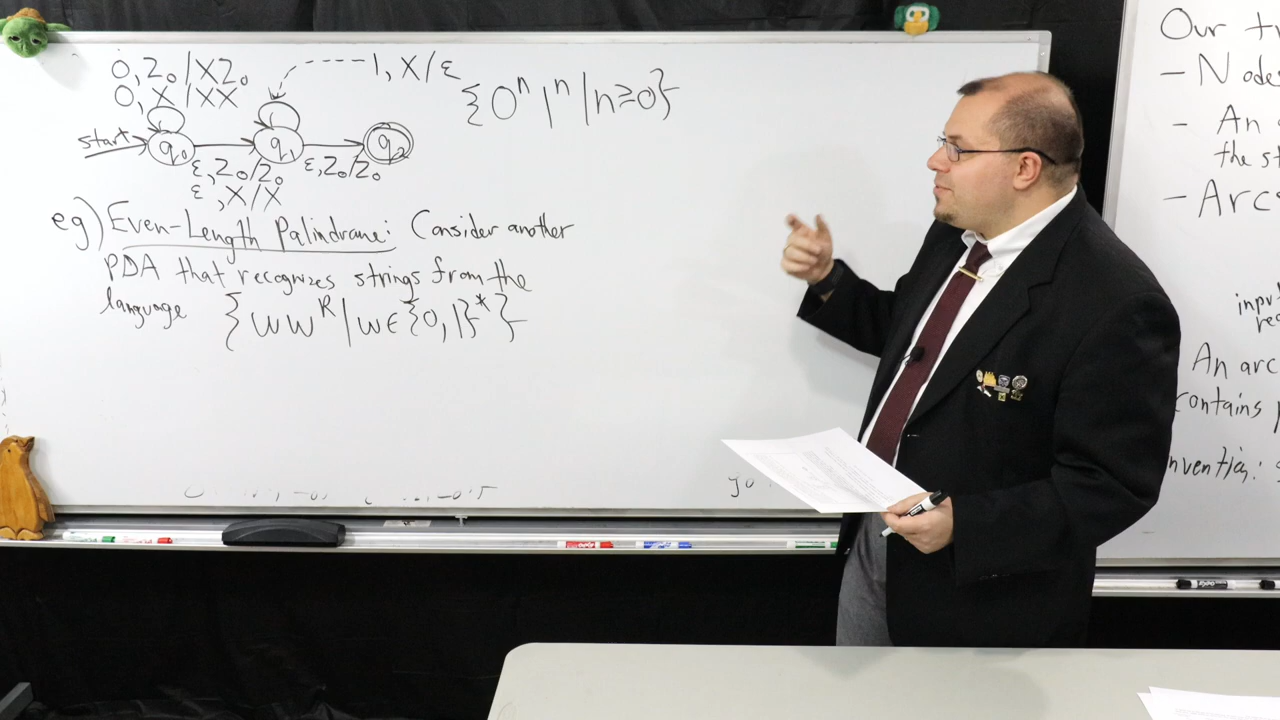 0, Z₀/XZ₀
0, X/XX
1, X/ε
{0ⁿ1ⁿ|n≥0}
start
q₀
q₁
q₂
ε, Z₀/Z₀
ε, X/X
ε, Z₀/Z₀
eg) Even-Length Palindrome: Consider another
PDA that recognizes strings from the
language {wwᴿ|w∈{0,1}*}
Our
- Node
- An
the
- Arc
An arc
contains